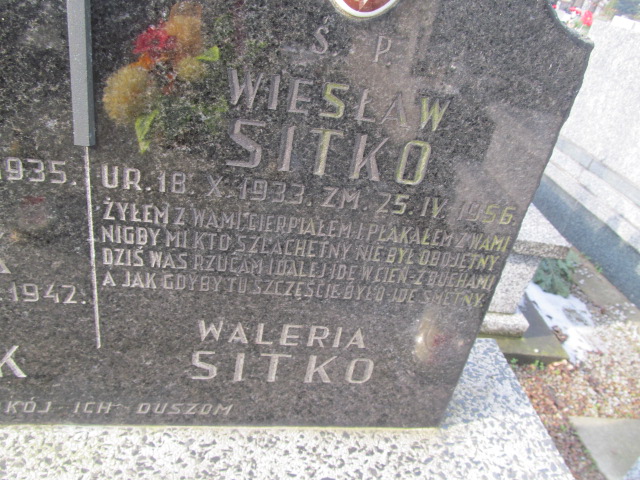 Ś. P.
WIESŁAW
SITKO
1935.
UR. 18. X. 1933. ZM. 25. IV. 1956
ŻYŁEM Z WAMI, CIERPIAŁEM I PŁAKAŁEM Z WAMI
NIGDY MI KTO SZLACHETNY NIE BYŁ OBOJĘTNY
DZIŚ WAS RZUCAM I DALEJ IDĘ W CIEŃ - Z DUCHAMI
A JAK GDYBY TU SZCZĘŚCIE BYŁO IDĘ SMĘTNY.
1942.
WALERIA
SITKO
K
KÓJ ICH DUSZOM